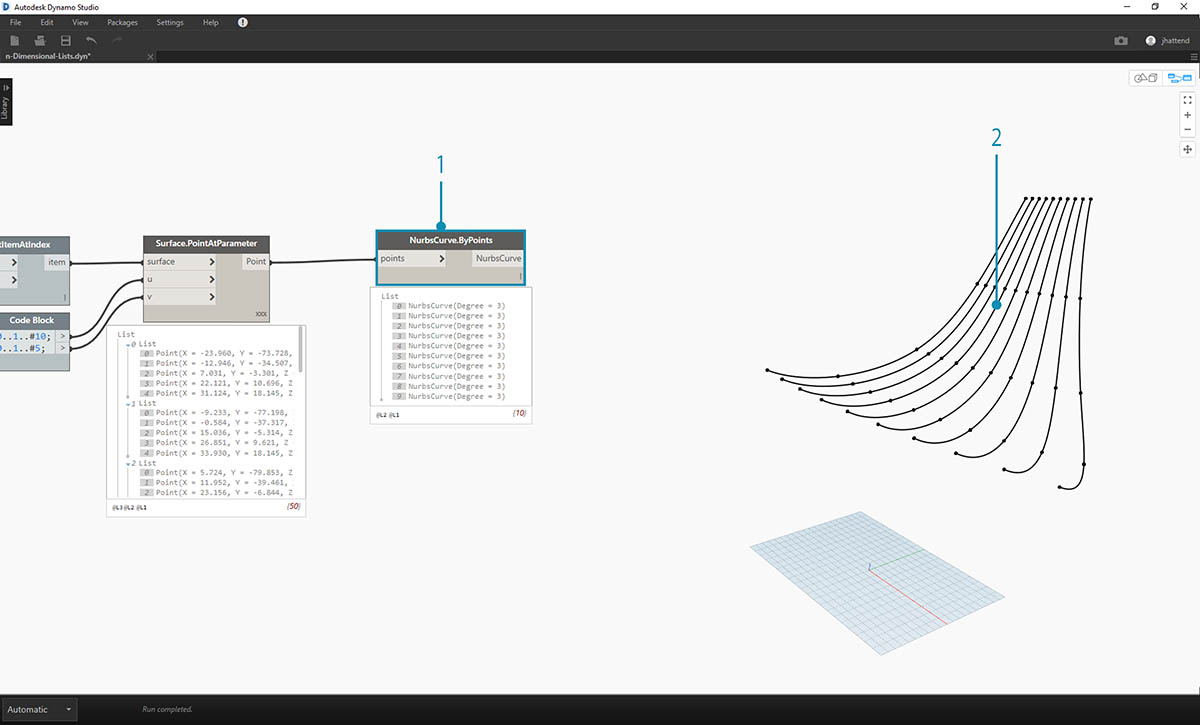 Autodesk Dynamo Studio
File Edit View Packages Settings Help
jhattend
n-Dimensional-Lists.dyn*
Library
1
2
tItemAtIndex
item
l
Code Block
0..1..#10; >
0..1..#5; >
Surface.PointAtParameter
surface > Point
u >
v >
xxx
List
0 List
0 Point(X = -23.960, Y = -73.728,
1 Point(X = -12.946, Y = -34.507,
2 Point(X = 7.031, Y = -3.301, Z
3 Point(X = 22.121, Y = 10.696, Z
4 Point(X = 31.124, Y = 18.145, Z
1 List
0 Point(X = -9.233, Y = -77.198,
1 Point(X = -0.584, Y = -37.317,
2 Point(X = 15.036, Y = -5.314, Z
3 Point(X = 26.851, Y = 9.621, Z
4 Point(X = 33.930, Y = 18.145, Z
2 List
0 Point(X = 5.724, Y = -79.853, Z
1 Point(X = 11.952, Y = -39.461,
2 Point(X = 23.156, Y = -6.844, Z
@L3 @L2 @L1 {50}
NurbsCurve.ByPoints
points > NurbsCurve
l
List
0 NurbsCurve(Degree = 3)
1 NurbsCurve(Degree = 3)
2 NurbsCurve(Degree = 3)
3 NurbsCurve(Degree = 3)
4 NurbsCurve(Degree = 3)
5 NurbsCurve(Degree = 3)
6 NurbsCurve(Degree = 3)
7 NurbsCurve(Degree = 3)
8 NurbsCurve(Degree = 3)
9 NurbsCurve(Degree = 3)
@L2 @L1 {10}
Automatic
Run completed.